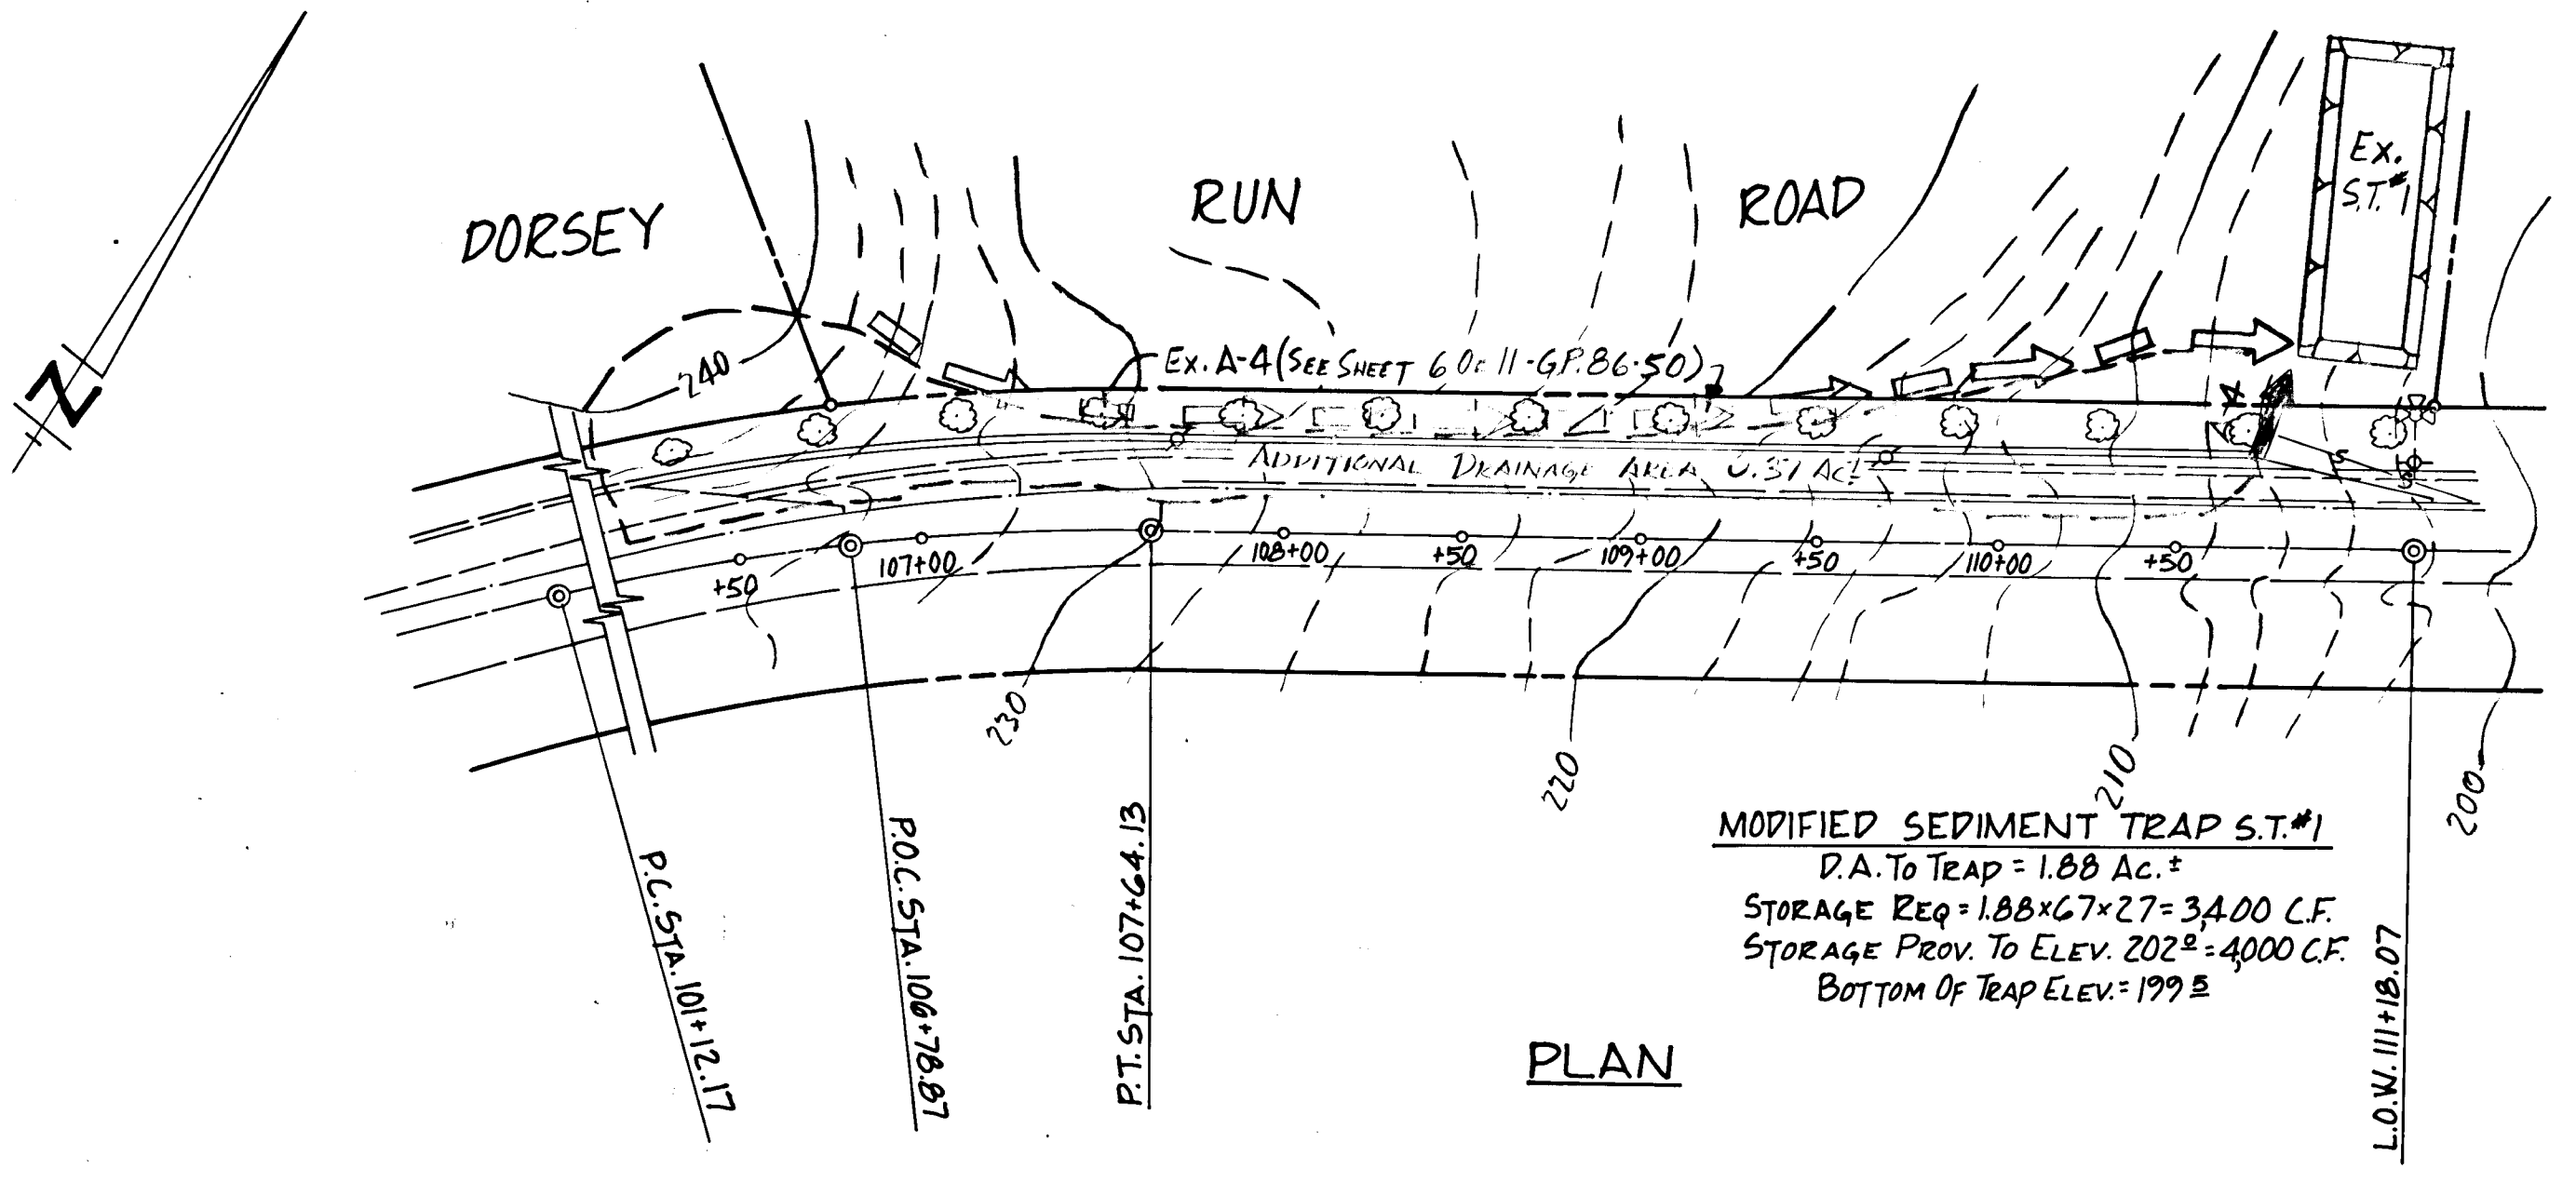 DORSEY RUN ROAD
Ex.
S.T.#1
N
240
Ex. A-4 (SEE SHEET 6 OF 11-G.P. 86-50)
ADDITIONAL DRAINAGE AREA 0.31 AC±
+50
107+00
108+00
+50
109+00
+50
110+00
+50
230
220
210
200
P.C. STA. 101+12.17
P.O.C. STA. 106+78.87
P.T. STA. 107+64.13
L.O.W. 111+18.07
MODIFIED SEDIMENT TRAP S.T.#1
D.A. TO TRAP = 1.88 AC.±
STORAGE REQ = 1.88×67×27 = 3,400 C.F.
STORAGE PROV. TO ELEV. 202º = 4,000 C.F.
BOTTOM OF TRAP ELEV. = 199 5
PLAN